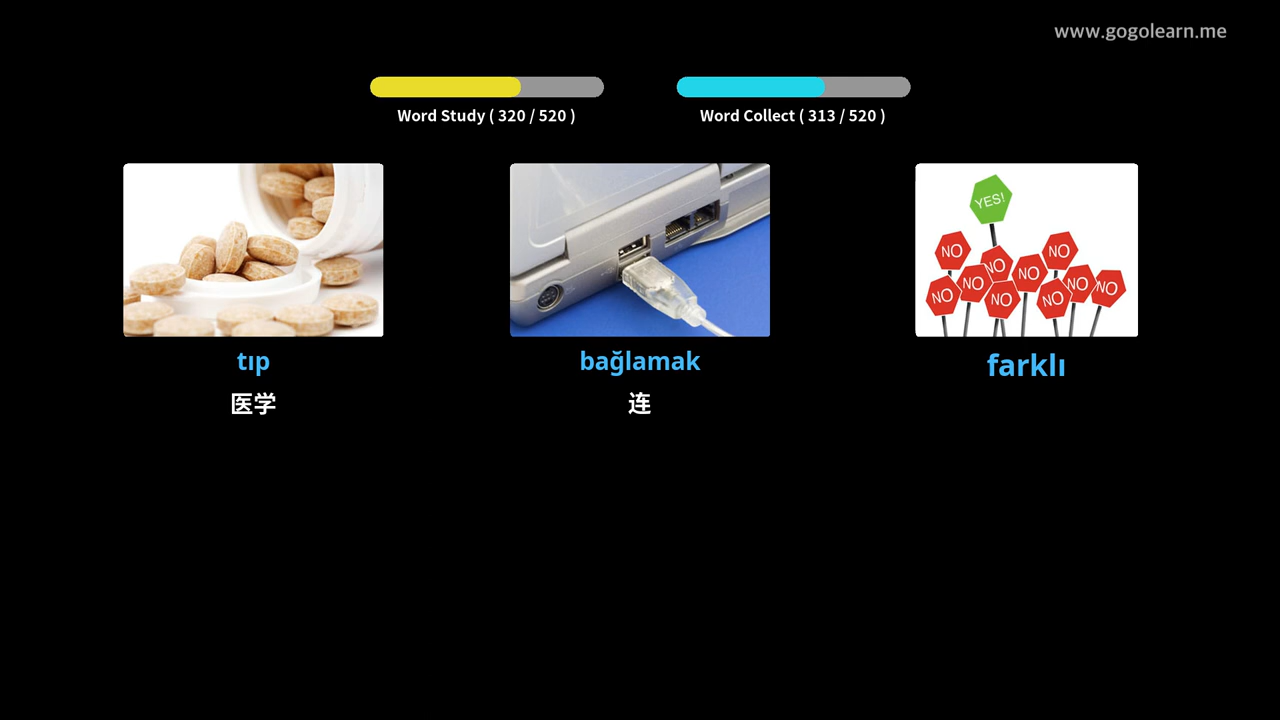 www.gogolearn.me
Word Study ( 320 / 520 )
Word Collect ( 313 / 520 )
YES!
NO
NO
NO
NO
NO
NO
NO
NO
NO
tıp
bağlamak
farklı
医学
连